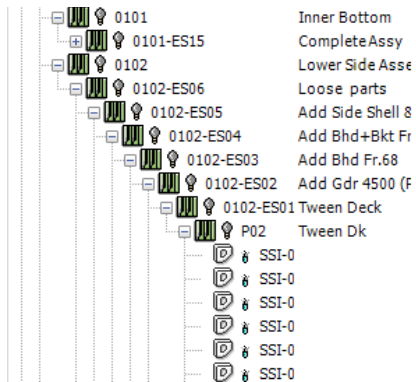 0101 Inner Bottom
0101-ES15 Complete Assy
0102 Lower Side Asse
0102-ES06 Loose parts
0102-ES05 Add Side Shell &
0102-ES04 Add Bhd+Bkt Fr
0102-ES03 Add Bhd Fr.68
0102-ES02 Add Gdr 4500 (P
0102-ES01 Tween Deck
P02 Tween Dk
SSI-0
SSI-0
SSI-0
SSI-0
SSI-0
SSI-0